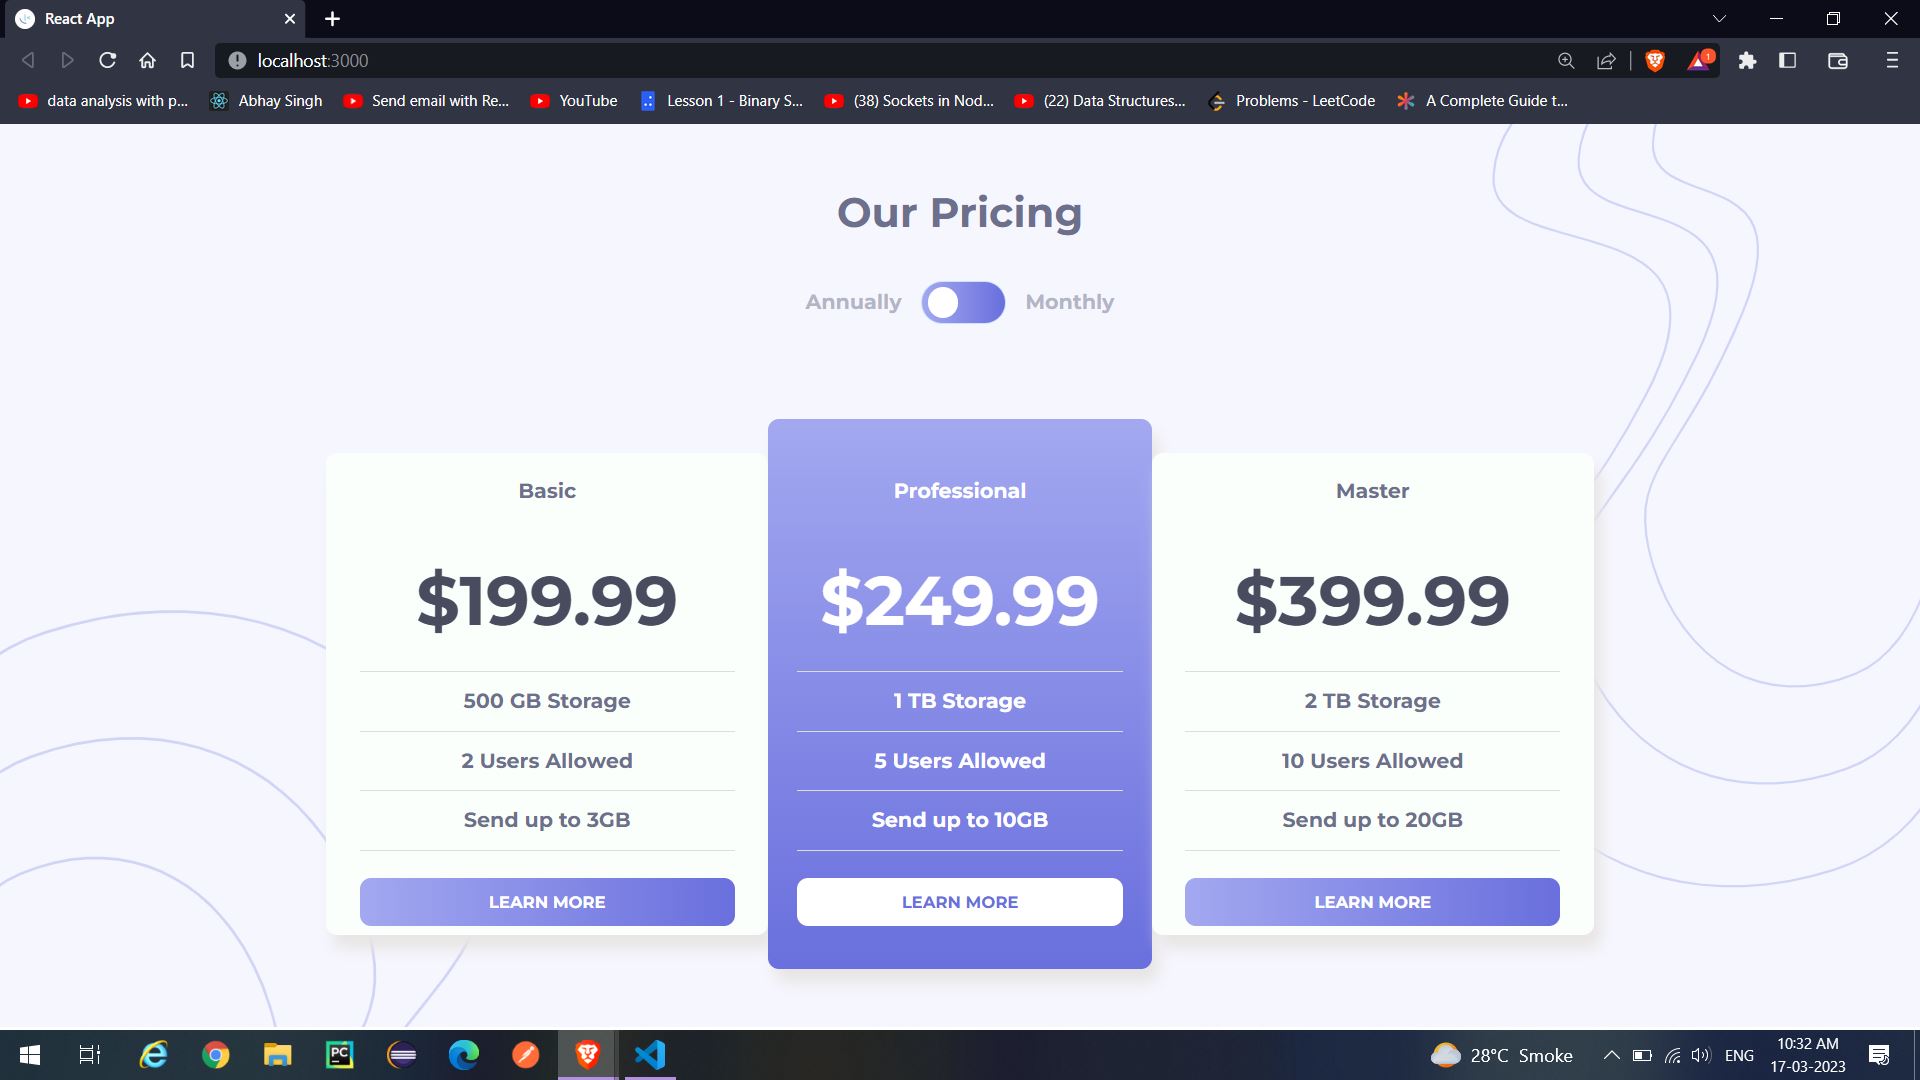 React App
localhost:3000
1
data analysis with p...
Abhay Singh
Send email with Re...
YouTube
Lesson 1 - Binary S...
(38) Sockets in Nod...
(22) Data Structures...
Problems - LeetCode
A Complete Guide t...
Our Pricing
Annually
Monthly
Basic
$199.99
500 GB Storage
2 Users Allowed
Send up to 3GB
LEARN MORE
Professional
$249.99
1 TB Storage
5 Users Allowed
Send up to 10GB
LEARN MORE
Master
$399.99
2 TB Storage
10 Users Allowed
Send up to 20GB
LEARN MORE
PC
28°C Smoke
ENG
10:32 AM
17-03-2023